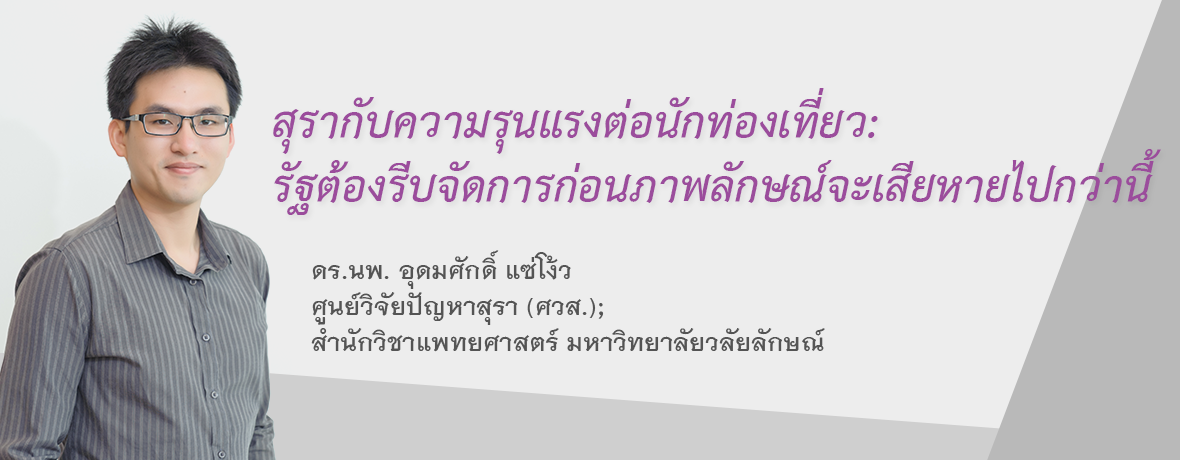 สุรากับความรุนแรงต่อนักท่องเที่ยว:
รัฐต้องรีบจัดการก่อนภาพลักษณ์จะเสียหายไปกว่านี้
ดร.นพ. อุดมศักดิ์ แซ่โง้ว
ศูนย์วิจัยปัญหาสุรา (ศวส.);
สำนักวิชาแพทยศาสตร์ มหาวิทยาลัยวลัยลักษณ์